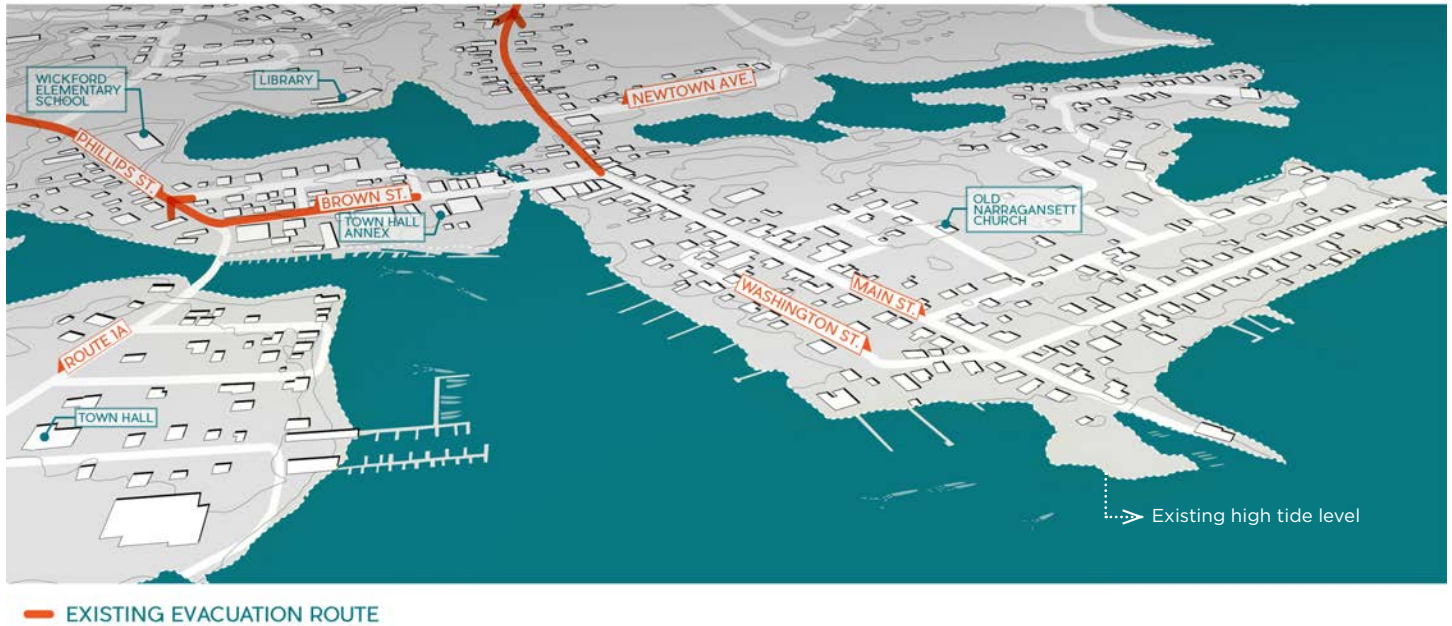 WICKFORD
ELEMENTARY
SCHOOL
LIBRARY
NEWTOWN AVE.
PHILLIPS ST.
BROWN ST.
TOWN HALL
ANNEX
OLD
NARRAGANSETT
CHURCH
WASHINGTON ST.
MAIN ST.
ROUTE 1A
TOWN HALL
Existing high tide level
EXISTING EVACUATION ROUTE